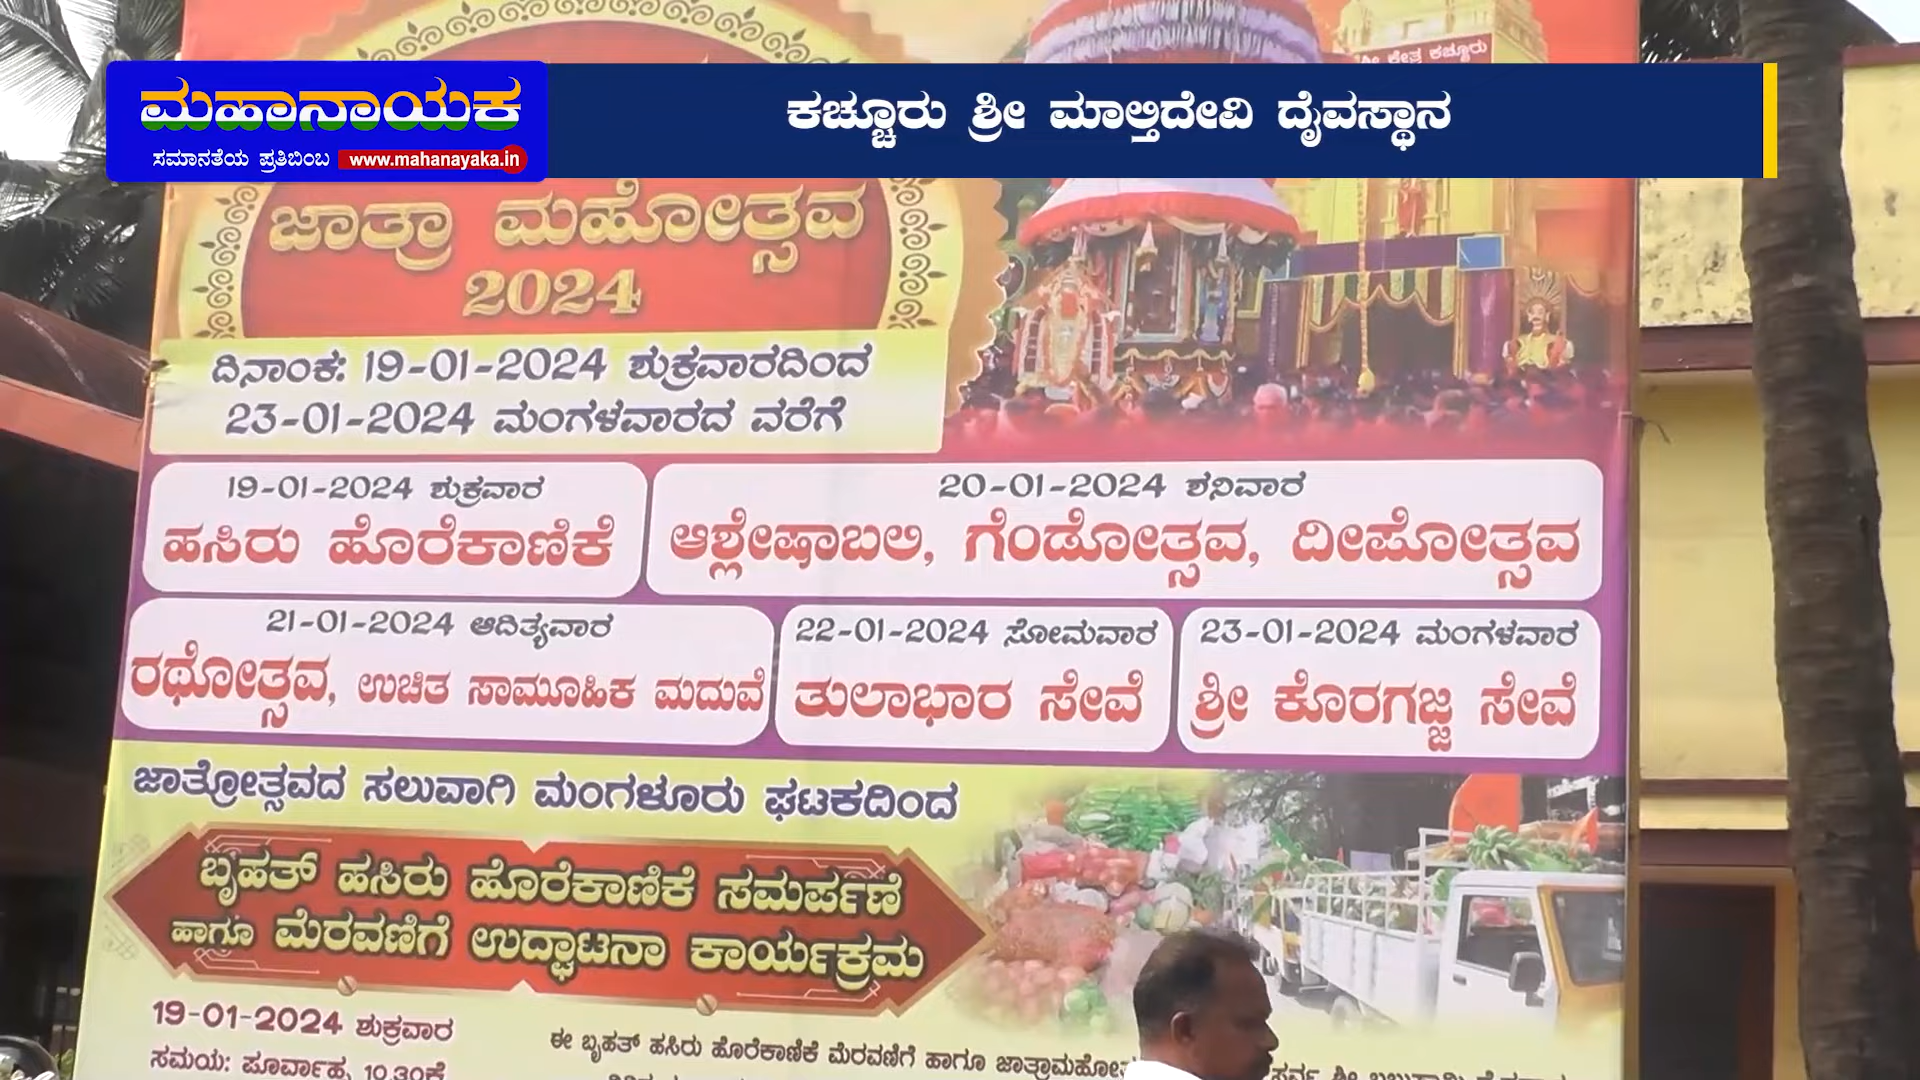 ಶ್ರೀ ಕ್ಷೇತ್ರ ಕಚ್ಚೂರು
ಮಹಾನಾಯಕ
ಸಮಾನತೆಯ ಪ್ರತಿಬಿಂಬ www.mahanayaka.in
ಕಚ್ಚೂರು ಶ್ರೀ ಮಾಲ್ತಿದೇವಿ ದೈವಸ್ಥಾನ
ಜಾತ್ರಾ ಮಹೋತ್ಸವ
2024
ದಿನಾಂಕ: 19-01-2024 ಶುಕ್ರವಾರದಿಂದ
23-01-2024 ಮಂಗಳವಾರದ ವರೆಗೆ
19-01-2024 ಶುಕ್ರವಾರ
ಹಸಿರು ಹೊರೆಕಾಣಿಕೆ
20-01-2024 ಶನಿವಾರ
ಆಶ್ಲೇಷಾಬಲಿ, ಗೆಂಡೋತ್ಸವ, ದೀಪೋತ್ಸವ
21-01-2024 ಆದಿತ್ಯವಾರ
ರಥೋತ್ಸವ, ಉಚಿತ ಸಾಮೂಹಿಕ ಮದುವೆ
22-01-2024 ಸೋಮವಾರ
ತುಲಾಭಾರ ಸೇವೆ
23-01-2024 ಮಂಗಳವಾರ
ಶ್ರೀ ಕೊರಗಜ್ಜ ಸೇವೆ
ಜಾತ್ರೋತ್ಸವದ ಸಲುವಾಗಿ ಮಂಗಳೂರು ಘಟಕದಿಂದ
ಬೃಹತ್ ಹಸಿರು ಹೊರೆಕಾಣಿಕೆ ಸಮರ್ಪಣೆ
ಹಾಗೂ ಮೆರವಣಿಗೆ ಉದ್ಘಾಟನಾ ಕಾರ್ಯಕ್ರಮ
19-01-2024 ಶುಕ್ರವಾರ
ಸಮಯ: ಪೂರ್ವಾಹ್ನ 10.30ಕ್ಕೆ
ಈ ಬೃಹತ್ ಹಸಿರು ಹೊರೆಕಾಣಿಕೆ ಮೆರವಣಿಗೆ ಹಾಗೂ